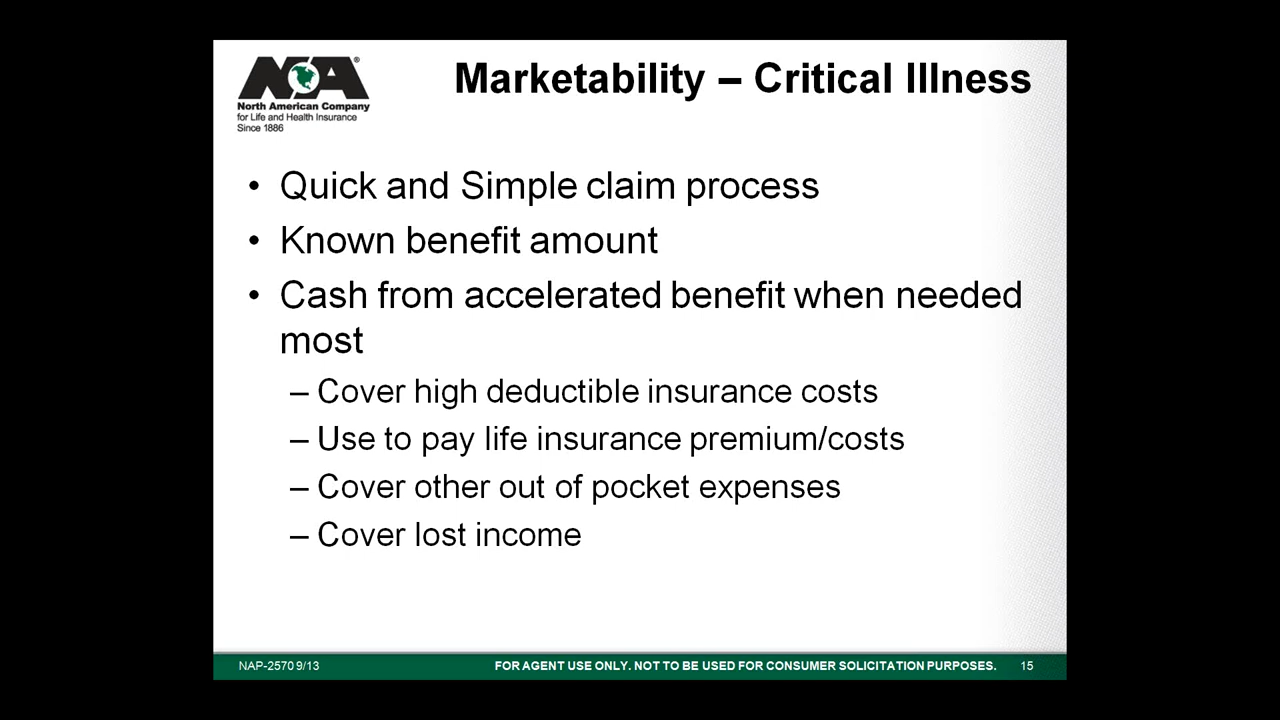 NA®
North American Company
for Life and Health Insurance
Since 1886
Marketability – Critical Illness
• Quick and Simple claim process
• Known benefit amount
• Cash from accelerated benefit when needed
most
– Cover high deductible insurance costs
– Use to pay life insurance premium/costs
– Cover other out of pocket expenses
– Cover lost income
NAP-2570 9/13
FOR AGENT USE ONLY. NOT TO BE USED FOR CONSUMER SOLICITATION PURPOSES.
15